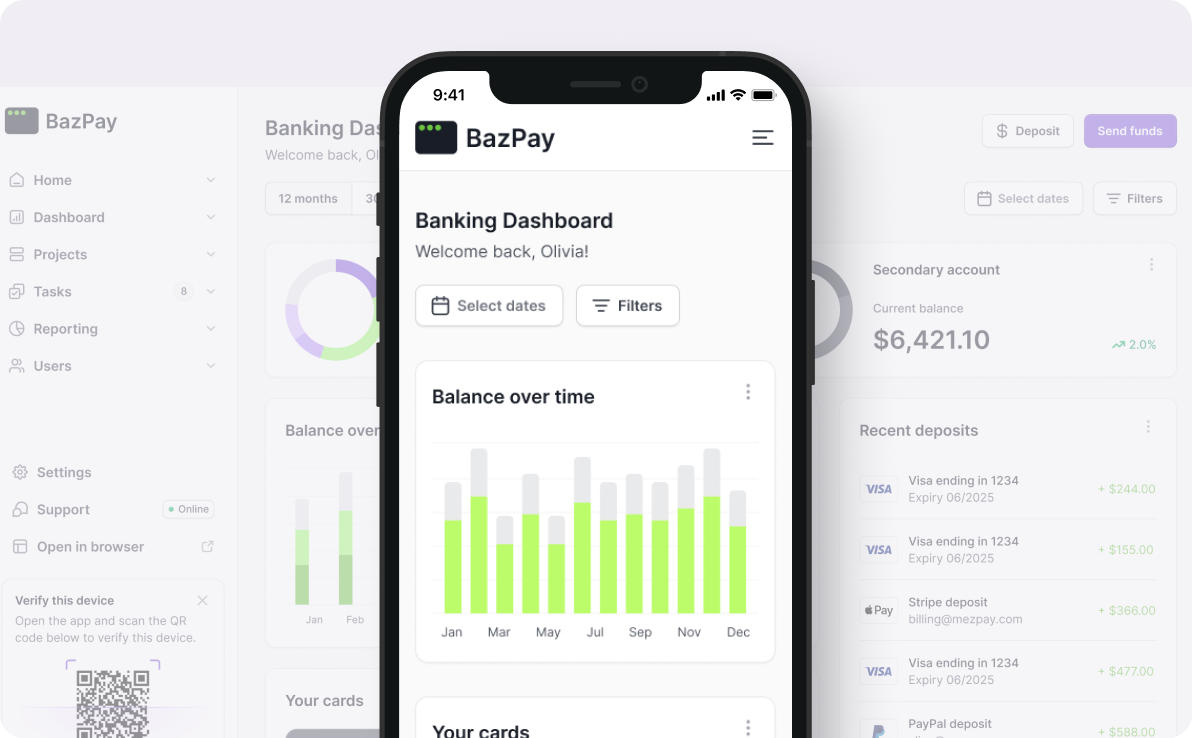 BazPay
Home
Dashboard
Projects
Tasks
8
Reporting
Users
Settings
Support
Online
Open in browser
Verify this device
Open the app and scan the QR
code below to verify this device.
Banking Das
Welcome back, Oli
12 months
30
Balance over
Jan
Feb
Your cards
9:41
BazPay
Banking Dashboard
Welcome back, Olivia!
Select dates
Filters
Balance over time
Jan
Mar
May
Jul
Sep
Nov
Dec
Your cards
Deposit
Send funds
Select dates
Filters
Secondary account
Current balance
$6,421.10
2.0%
Recent deposits
VISA
Visa ending in 1234
Expiry 06/2025
+ $244.00
VISA
Visa ending in 1234
Expiry 06/2025
+ $155.00
Pay
Stripe deposit
billing@mezpay.com
+ $366.00
VISA
Visa ending in 1234
Expiry 06/2025
+ $477.00
PayPal deposit
+ $588.00